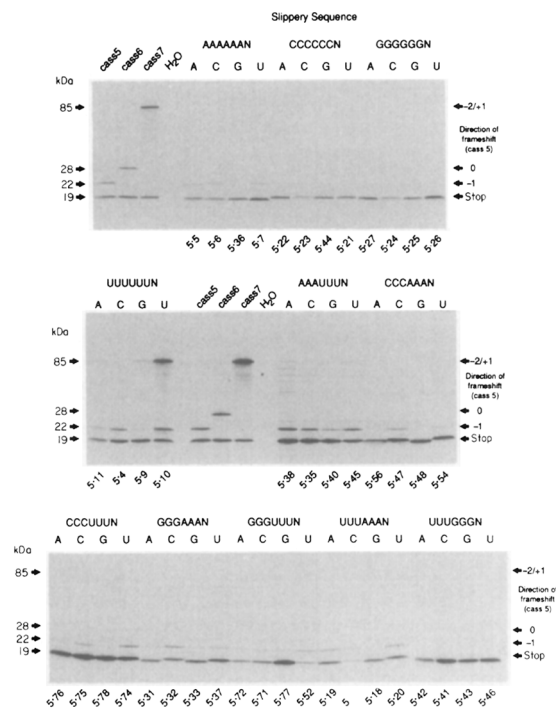 Slippery Sequence
cass5 cass6 cass7 H₂O AAAAAAN CCCCCCN GGGGGGN
A C G U A C G U A C G U
kDa
85 -2/+1
Direction of
frameshift
(cass 5)
28 0
22 -1
19 Stop
5·5 5·6 5·36 5·7 5·22 5·23 5·44 5·21 5·27 5·24 5·25 5·26
UUUUUUN cass5 cass6 cass7 H₂O AAAUUUN CCCAAAN
A C G U A C G U A C G U
kDa
85 -2/+1
Direction of
frameshift
(cass 5)
28 0
22 -1
19 Stop
5·11 5·4 5·9 5·10 5·38 5·35 5·40 5·45 5·56 5·47 5·48 5·54
CCCUUUN GGGAAAN GGGUUUN UUUAAAN UUUGGGN
A C G U A C G U A C G U A C G U A C G U
kDa
85 -2/+1
Direction of
frameshift
(cass 5)
28 0
22 -1
19 Stop
5·76 5·75 5·78 5·74 5·31 5·32 5·33 5·37 5·72 5·71 5·77 5·52 5·19 5 5·18 5·20 5·42 5·41 5·43 5·46